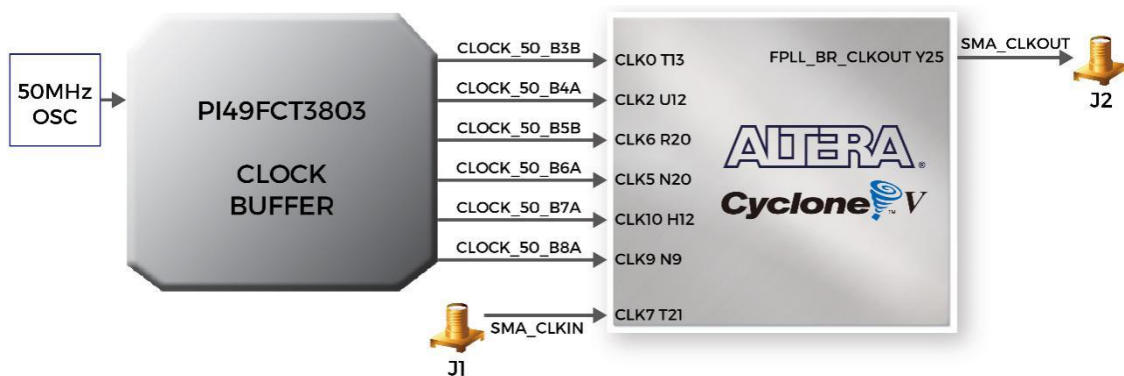 50MHz
OSC
PI49FCT3803
CLOCK
BUFFER
CLOCK_50_B3B
CLOCK_50_B4A
CLOCK_50_B5B
CLOCK_50_B6A
CLOCK_50_B7A
CLOCK_50_B8A
SMA_CLKIN
J1
CLK0 T13
CLK2 U12
CLK6 R20
CLK5 N20
CLK10 H12
CLK9 N9
CLK7 T21
FPLL_BR_CLKOUT Y25
ALTERA®
Cyclone™ V
SMA_CLKOUT
J2